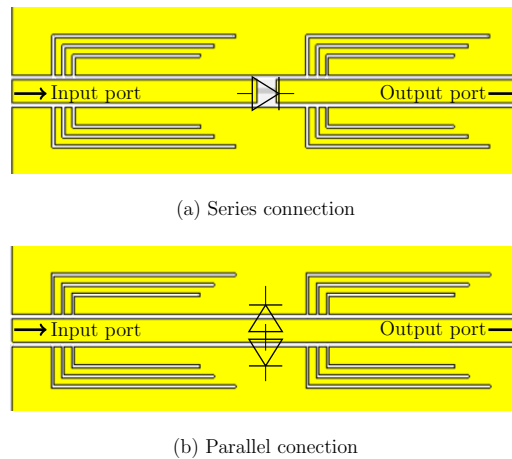 Input port
Output port
(a) Series connection
Input port
Output port
(b) Parallel conection